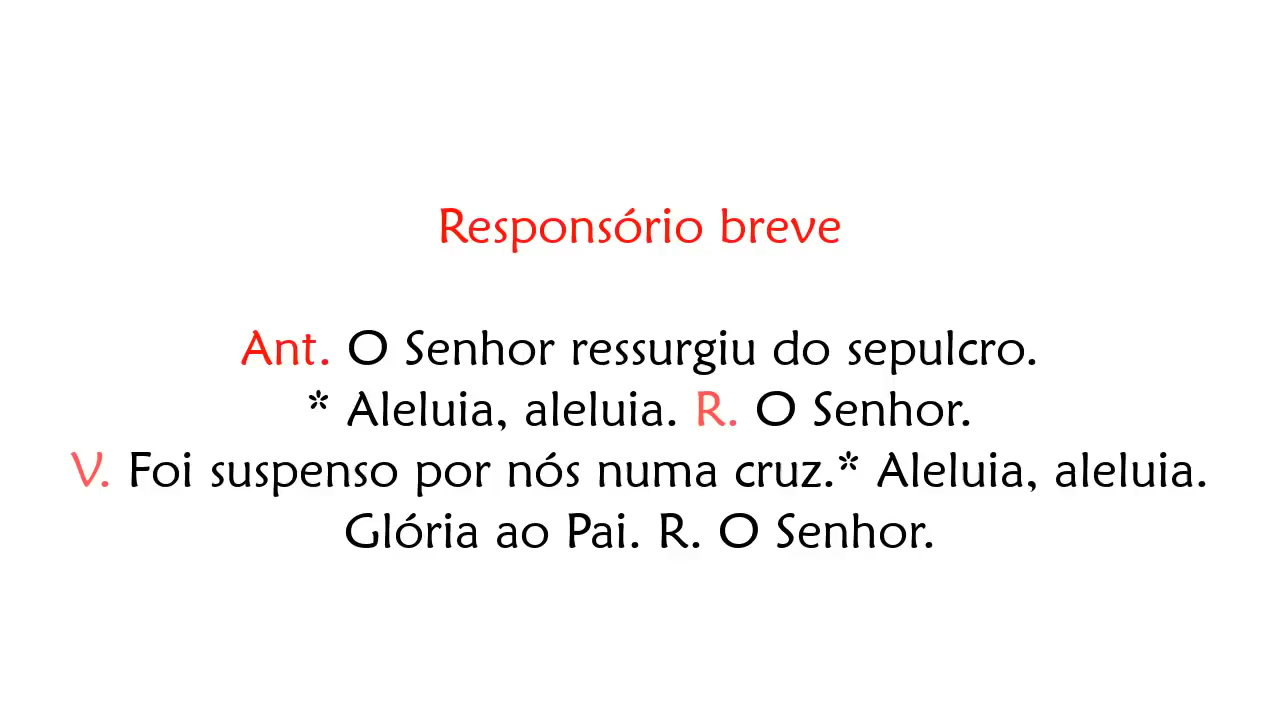 Responsório breve
Ant. O Senhor ressurgiu do sepulcro.
* Aleluia, aleluia. R. O Senhor.
V. Foi suspenso por nós numa cruz.* Aleluia, aleluia.
Glória ao Pai. R. O Senhor.